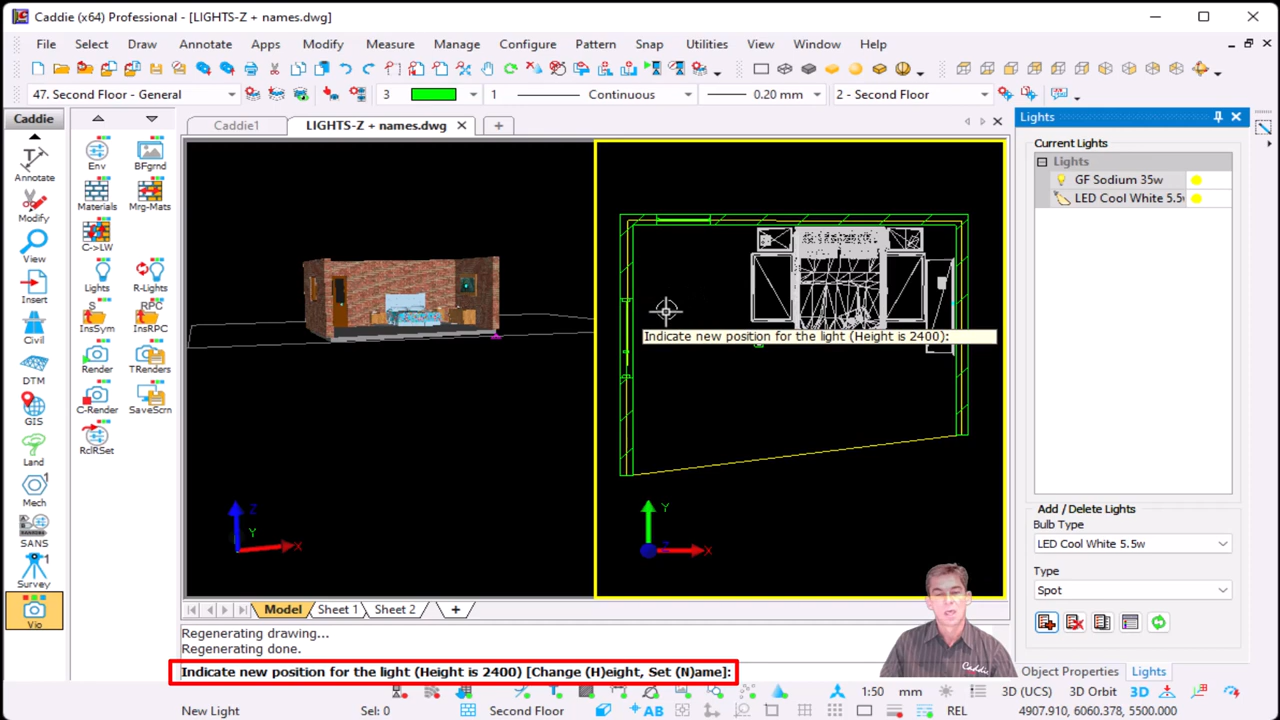 Caddie (x64) Professional - [LIGHTS-Z + names.dwg]
File Select Draw Annotate Apps Modify Measure Manage Configure Pattern Snap Utilities View Window Help
47. Second Floor - General 3 1 Continuous 0.20 mm 2 - Second Floor
Caddie
Caddie1 LIGHTS-Z + names.dwg
Annotate
Modify
View
Insert
Civil
DTM
GIS
Land
Mech
SANS
Survey
Vio
Env BFgrnd
Materials Mrg-Mats
C->LW
Lights R-Lights
S RPC
InsSym InsRPC
Render TRenders
C-Render SaveScrn
RclRSet
Indicate new position for the light (Height is 2400):
Z
Y
X
Y
Z
X
Lights
Current Lights
Lights
GF Sodium 35w
LED Cool White 5.5w
Add / Delete Lights
Bulb Type
LED Cool White 5.5w
Type
Spot
Caddie
Object Properties Lights
Model Sheet 1 Sheet 2
Regenerating drawing...
Regenerating done.
Indicate new position for the light (Height is 2400) [Change (H)eight, Set (N)ame]:
1:50 mm 3D (UCS) 3D Orbit 3D
New Light Sel: 0 Second Floor AB REL 4907.910, 6060.378, 5500.000